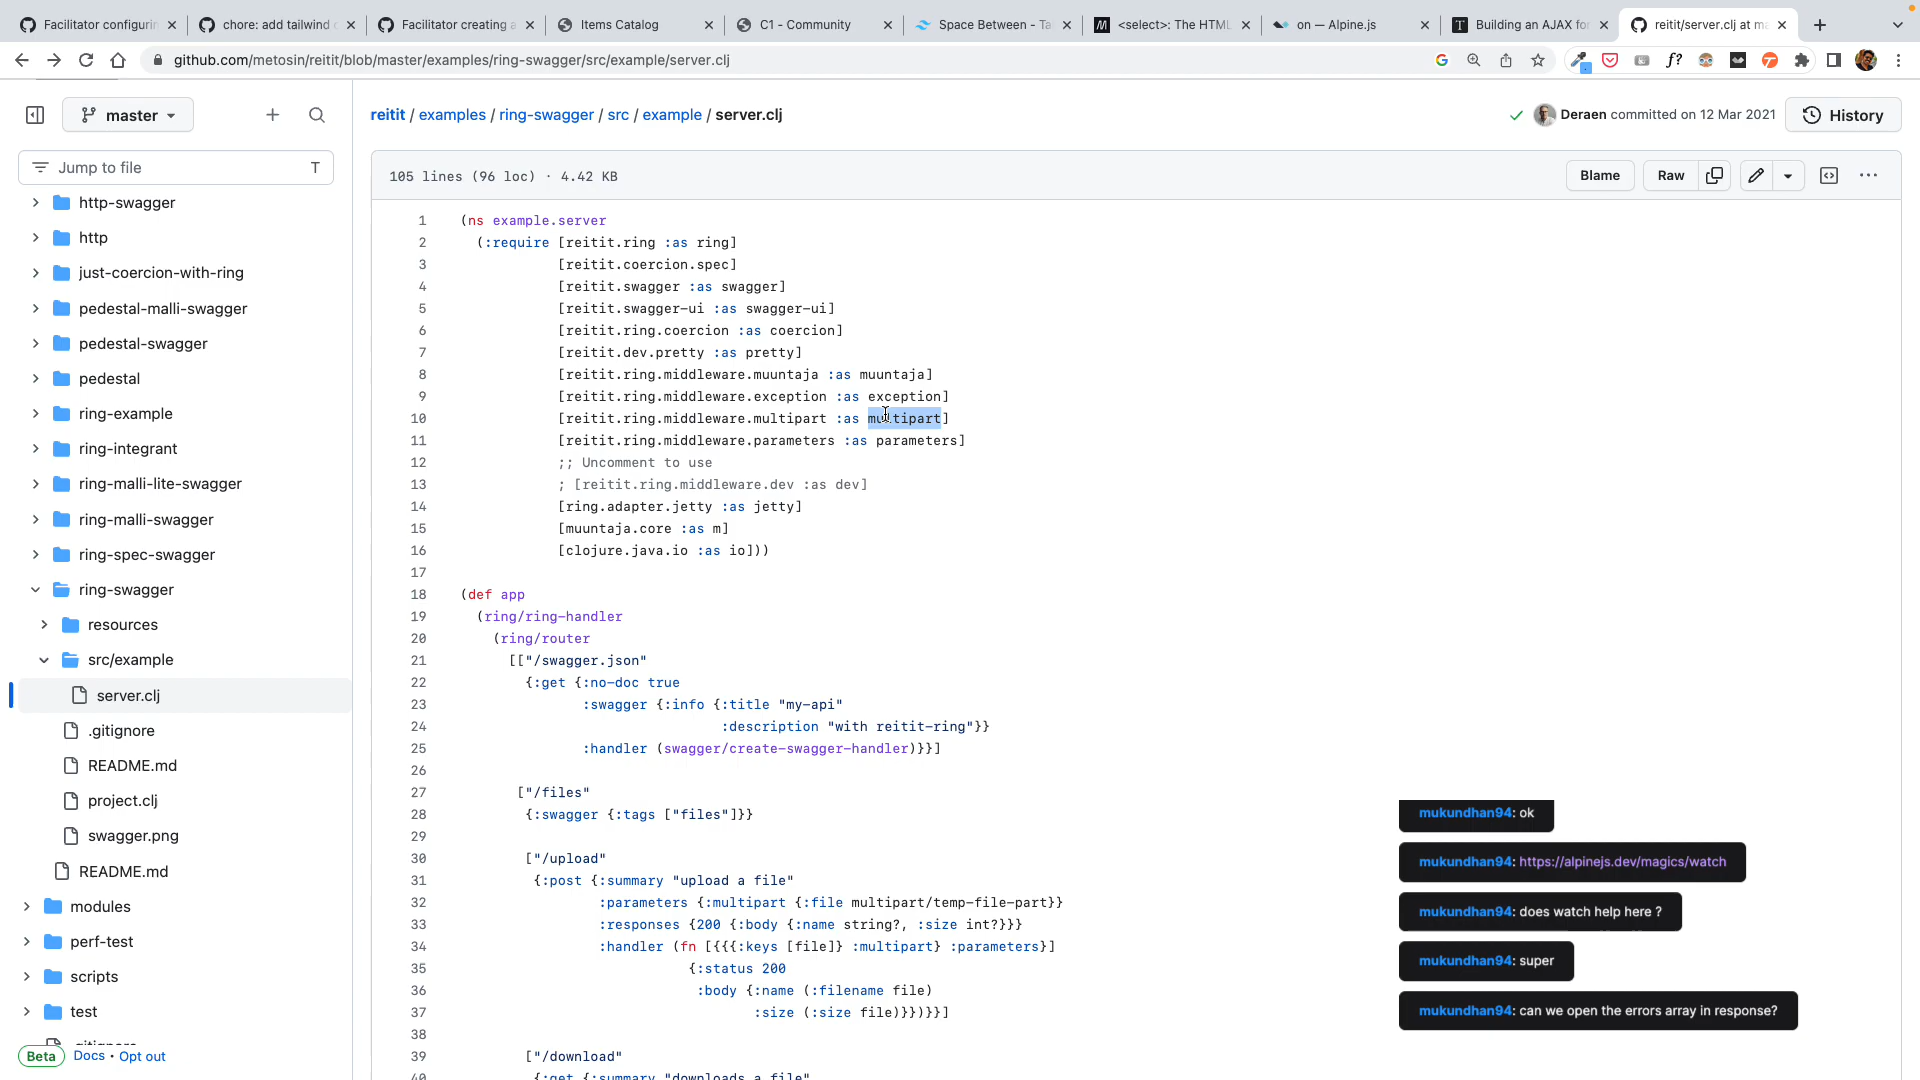 Facilitator configurin
chore: add tailwind c
Facilitator creating a
Items Catalog
C1 - Community
Space Between - Ta
<select>: The HTML
on — Alpine.js
Building an AJAX for
reitit/server.clj at ma
github.com/metosin/reitit/blob/master/examples/ring-swagger/src/example/server.clj
master
reitit / examples / ring-swagger / src / example / server.clj
Deraen committed on 12 Mar 2021
History
Jump to file T
105 lines (96 loc) · 4.42 KB
Blame
Raw
http-swagger
http
just-coercion-with-ring
pedestal-malli-swagger
pedestal-swagger
pedestal
ring-example
ring-integrant
ring-malli-lite-swagger
ring-malli-swagger
ring-spec-swagger
ring-swagger
resources
src/example
server.clj
.gitignore
README.md
project.clj
swagger.png
README.md
modules
perf-test
scripts
test
.gitignore
Beta Docs • Opt out
1 (ns example.server
2 (:require [reitit.ring :as ring]
3 [reitit.coercion.spec]
4 [reitit.swagger :as swagger]
5 [reitit.swagger-ui :as swagger-ui]
6 [reitit.ring.coercion :as coercion]
7 [reitit.dev.pretty :as pretty]
8 [reitit.ring.middleware.muuntaja :as muuntaja]
9 [reitit.ring.middleware.exception :as exception]
10 [reitit.ring.middleware.multipart :as multipart]
11 [reitit.ring.middleware.parameters :as parameters]
12 ;; Uncomment to use
13 ; [reitit.ring.middleware.dev :as dev]
14 [ring.adapter.jetty :as jetty]
15 [muuntaja.core :as m]
16 [clojure.java.io :as io]))
17
18 (def app
19 (ring/ring-handler
20 (ring/router
21 [["/swagger.json"
22 {:get {:no-doc true
23 :swagger {:info {:title "my-api"
24 :description "with reitit-ring"}}
25 :handler (swagger/create-swagger-handler)}}]
26
27 ["/files"
28 {:swagger {:tags ["files"]}}
29
30 ["/upload"
31 {:post {:summary "upload a file"
32 :parameters {:multipart {:file multipart/temp-file-part}}
33 :responses {200 {:body {:name string?, :size int?}}}
34 :handler (fn [{{{:keys [file]} :multipart} :parameters}]
35 {:status 200
36 :body {:name (:filename file)
37 :size (:size file)}})}}]
38
39 ["/download"
40 {:get {:summary "downloads a file"
mukundhan94: ok
mukundhan94: https://alpinejs.dev/magics/watch
mukundhan94: does watch help here ?
mukundhan94: super
mukundhan94: can we open the errors array in response?